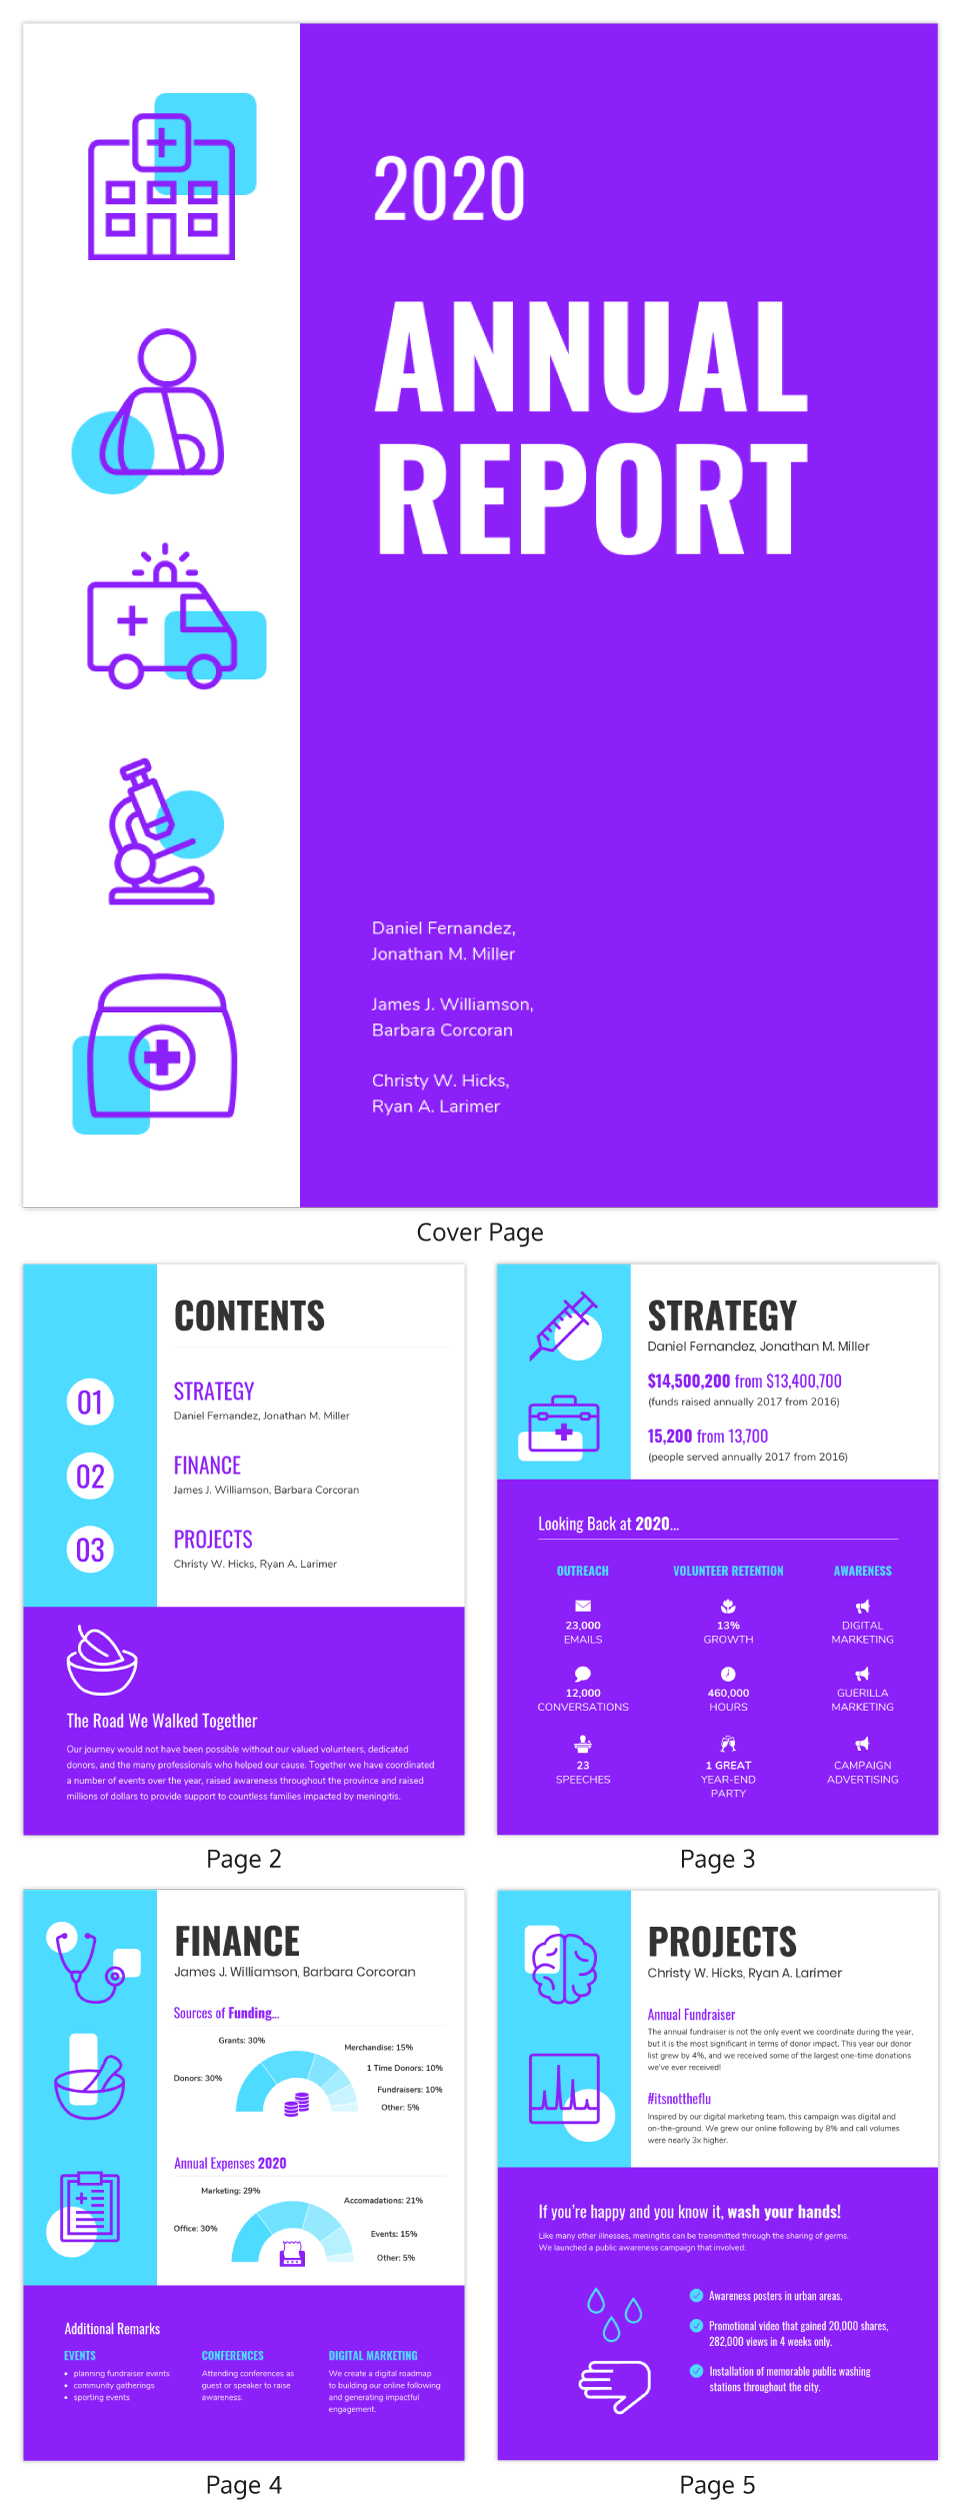 2020
ANNUAL
REPORT
Daniel Fernandez,
Jonathan M. Miller
James J. Williamson,
Barbara Corcoran
Christy W. Hicks,
Ryan A. Larimer
Cover Page
CONTENTS
01
STRATEGY
Daniel Fernandez, Jonathan M. Miller
02
FINANCE
James J. Williamson, Barbara Corcoran
03
PROJECTS
Christy W. Hicks, Ryan A. Larimer
The Road We Walked Together
Our journey would not have been possible without our valued volunteers, dedicated
donors, and the many professionals who helped our cause. Together we have coordinated
a number of events over the year, raised awareness throughout the province and raised
millions of dollars to provide support to countless families impacted by meningitis.
Page 2
STRATEGY
Daniel Fernandez, Jonathan M. Miller
$14,500,200 from $13,400,700
(funds raised annually 2017 from 2016)
15,200 from 13,700
(people served annually 2017 from 2016)
Looking Back at 2020...
OUTREACH
23,000
EMAILS
12,000
CONVERSATIONS
23
SPEECHES
VOLUNTEER RETENTION
13%
GROWTH
460,000
HOURS
1 GREAT
YEAR-END
PARTY
AWARENESS
DIGITAL
MARKETING
GUERILLA
MARKETING
CAMPAIGN
ADVERTISING
Page 3
FINANCE
James J. Williamson, Barbara Corcoran
Sources of Funding...
Grants: 30%
Merchandise: 15%
1 Time Donors: 10%
Donors: 30%
Fundraisers: 10%
Other: 5%
Annual Expenses 2020
Marketing: 29%
Accomadations: 21%
Office: 30%
Events: 15%
Other: 5%
Additional Remarks
EVENTS
• planning fundraiser events
• community gatherings
• sporting events
CONFERENCES
Attending conferences as
guest or speaker to raise
awareness.
DIGITAL MARKETING
We create a digital roadmap
to building our online following
and generating impactful
engagement.
Page 4
PROJECTS
Christy W. Hicks, Ryan A. Larimer
Annual Fundraiser
The annual fundraiser is not the only event we coordinate during the year,
but it is the most significant in terms of donor impact. This year our donor
list grew by 4%, and we received some of the largest one-time donations
we've ever received!
#itsnottheflu
Inspired by our digital marketing team, this campaign was digital and
on-the-ground. We grew our online following by 8% and call volumes
were nearly 3x higher.
If you're happy and you know it, wash your hands!
Like many other illnesses, meningitis can be transmitted through the sharing of germs.
We launched a public awareness campaign that involved:
Awareness posters in urban areas.
Promotional video that gained 20,000 shares,
282,000 views in 4 weeks only.
Installation of memorable public washing
stations throughout the city.
Page 5